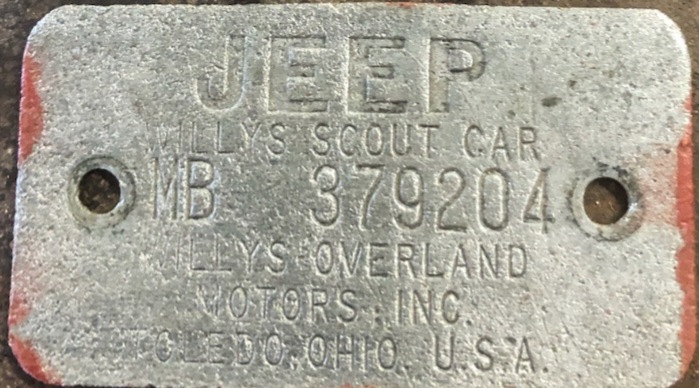 JEEP
WILLYS SCOUT CAR
MB 379204
WILLYS-OVERLAND
MOTORS, INC.
TOLEDO, OHIO, U.S.A.